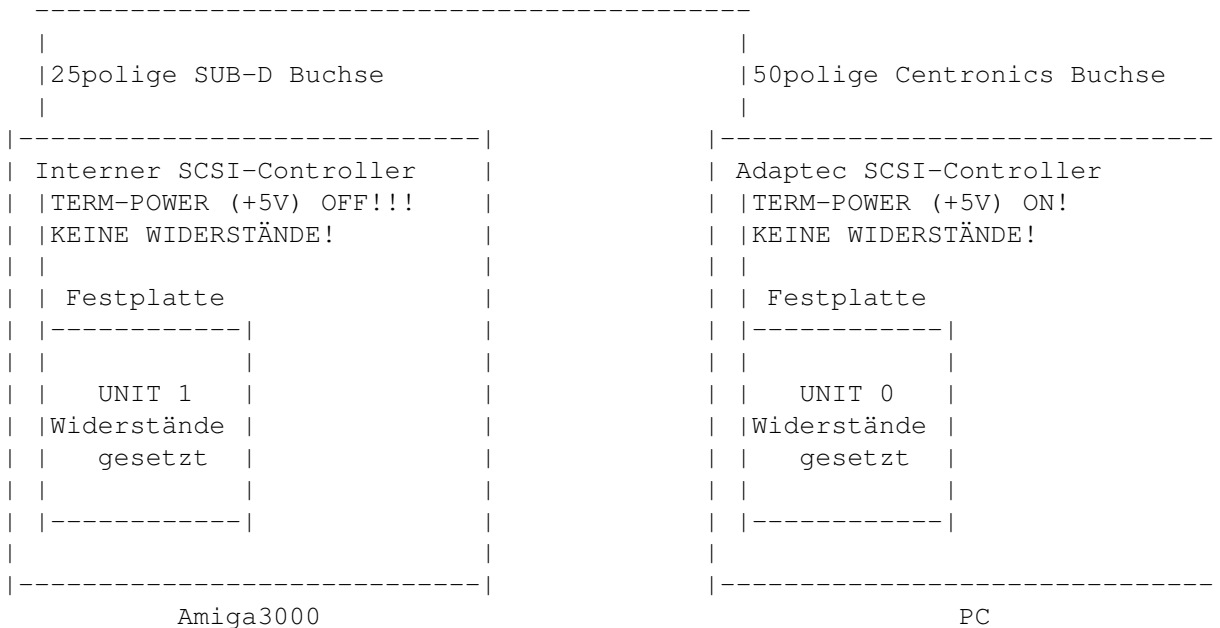 25polige SUB-D Buchse
50polige Centronics Buchse
Interner SCSI-Controller
Adaptec SCSI-Controller
TERM-POWER (+5V) OFF!!!
TERM-POWER (+5V) ON!
KEINE WIDERSTÄNDE!
KEINE WIDERSTÄNDE!
Festplatte
Festplatte
UNIT 1
UNIT 0
Widerstände
Widerstände
gesetzt
gesetzt
Amiga3000
PC